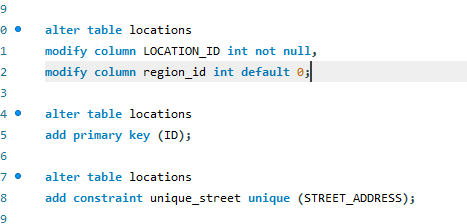 9
0 alter table locations
1 modify column LOCATION_ID int not null,
2 modify column region_id int default 0;
3
4 alter table locations
5 add primary key (ID);
6
7 alter table locations
8 add constraint unique_street unique (STREET_ADDRESS);
9